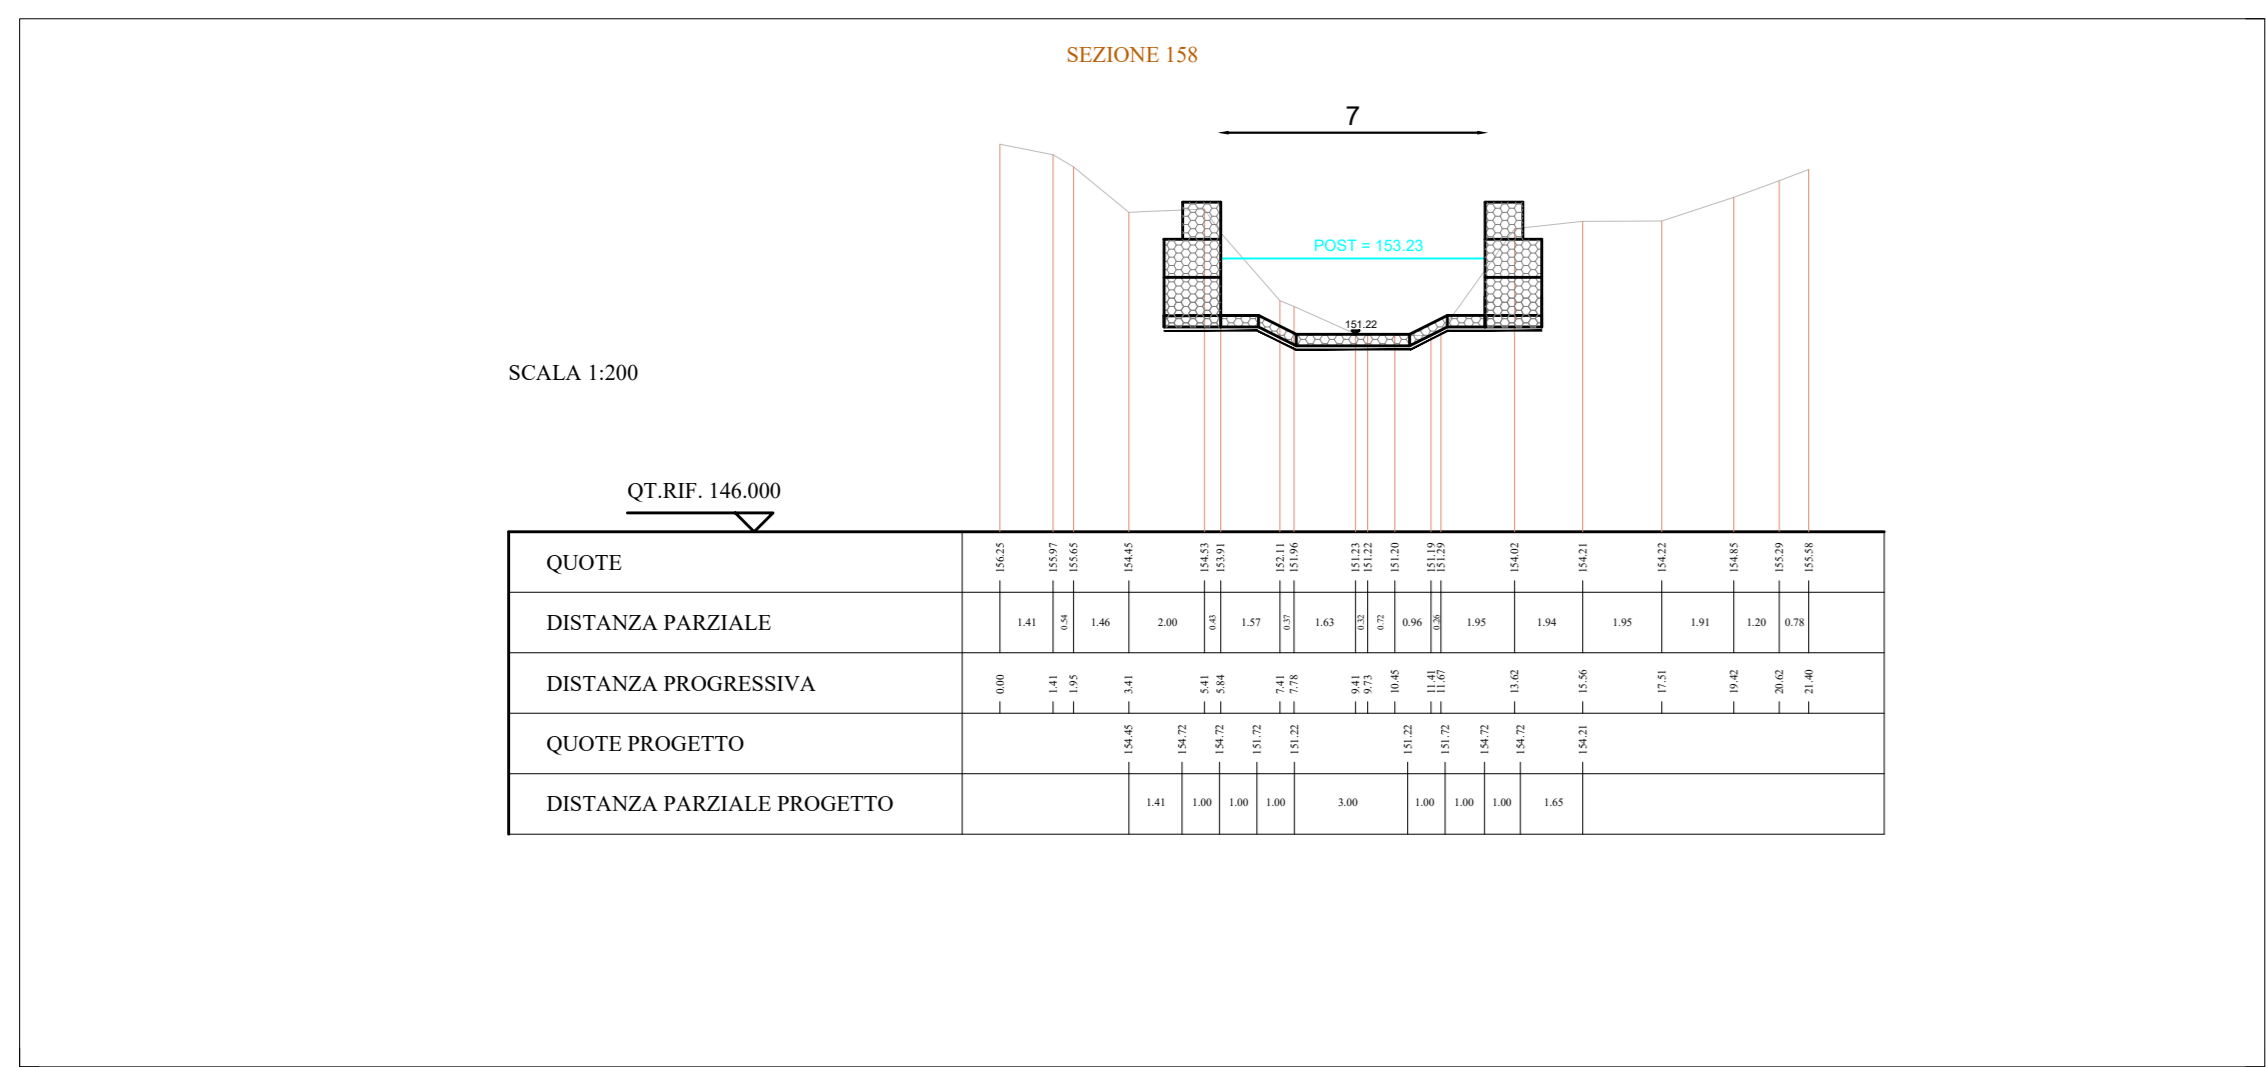 SEZIONE 158
7
POST = 153.23
151.22
SCALA 1:200
QT.RIF. 146.000
QUOTE 156.25 155.97 155.65 154.45 154.53 153.91 152.11 151.96 151.23 151.22 151.20 151.19 151.29 154.02 154.21 154.22 154.85 155.29 155.58
DISTANZA PARZIALE 1.41 0.54 1.46 2.00 0.43 1.57 0.37 1.63 0.32 0.72 0.96 0.26 1.95 1.94 1.95 1.91 1.20 0.78
DISTANZA PROGRESSIVA 0.00 1.41 1.95 3.41 5.41 5.84 7.41 7.78 9.41 9.73 10.45 11.41 11.67 13.62 15.56 17.51 19.42 20.62 21.40
QUOTE PROGETTO 154.45 154.72 154.72 151.72 151.22 151.22 151.72 154.72 154.72 154.21
DISTANZA PARZIALE PROGETTO 1.41 1.00 1.00 1.00 3.00 1.00 1.00 1.00 1.65